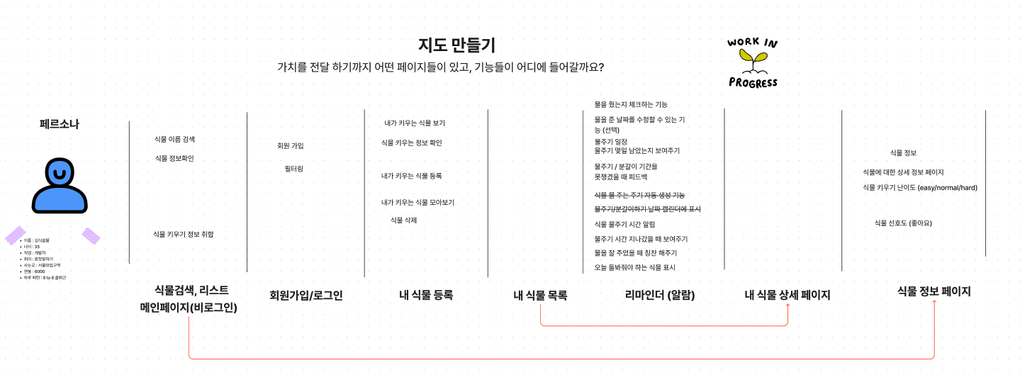 지도 만들기
가치를 전달 하기까지 어떤 페이지들이 있고, 기능들이 어디에 들어갈까요?
WORK IN
PROGRESS
페르소나
이름 : 김식물
나이 : 25
직업 : 개발자
연봉 : 6000
식물 이름 검색
식물 정보확인
식물 키우기 정보 취합
식물검색, 리스트
메인페이지(비로그인)
회원 가입
필터링
회원가입/로그인
내가 키우는 식물 보기
식물 키우는 정보 확인
내가 키우는 식물 등록
내가 키우는 식물 모아보기
식물 삭제
내 식물 등록
내 식물 목록
물을 줬는지 체크하는 기능
물을 준 날짜를 수정할 수 있는 기
능 (선택)
물주기 일정
물주기 몇일 남았는지 보여주기
물주기 / 분갈이 기간을
못챙겼을 때 피드백
식물 물 주는 주기 자동 생성 기능
물주기/분갈이하기 날짜 캘린더에 표시
식물 물주기 시간 알림
물주기 시간 지나갔을 때 보여주기
물을 잘 주었을 때 칭찬 해주기
오늘 돌봐줘야 하는 식물 표시
리마인더 (알람)
내 식물 상세 페이지
식물 정보
식물에 대한 상세 정보 페이지
식물 키우기 난이도 (easy/normal/hard)
식물 선호도 (좋아요)
식물 정보 페이지